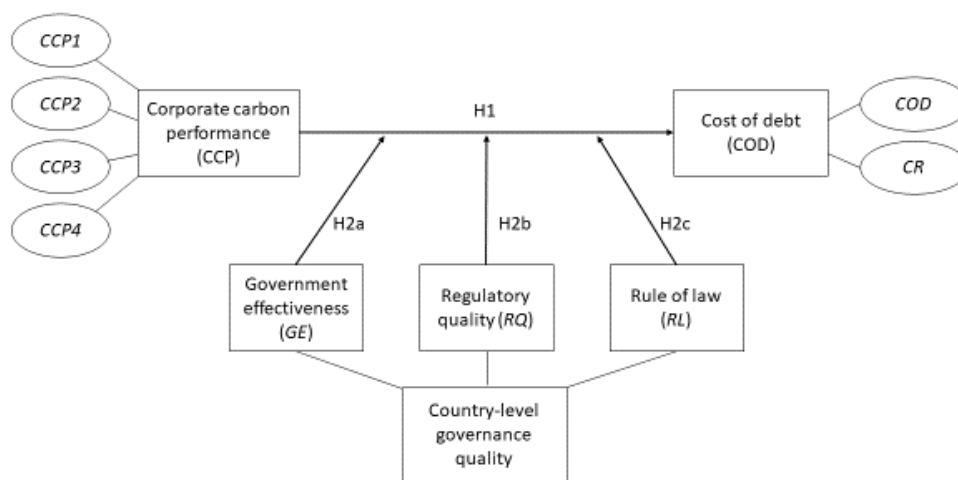 CCP1
CCP2
CCP3
CCP4
Corporate carbon
performance
(CCP)
H1
Cost of debt
(COD)
COD
CR
H2a
H2b
H2c
Government
effectiveness
(GE)
Regulatory
quality (RQ)
Rule of law
(RL)
Country-level
governance
quality